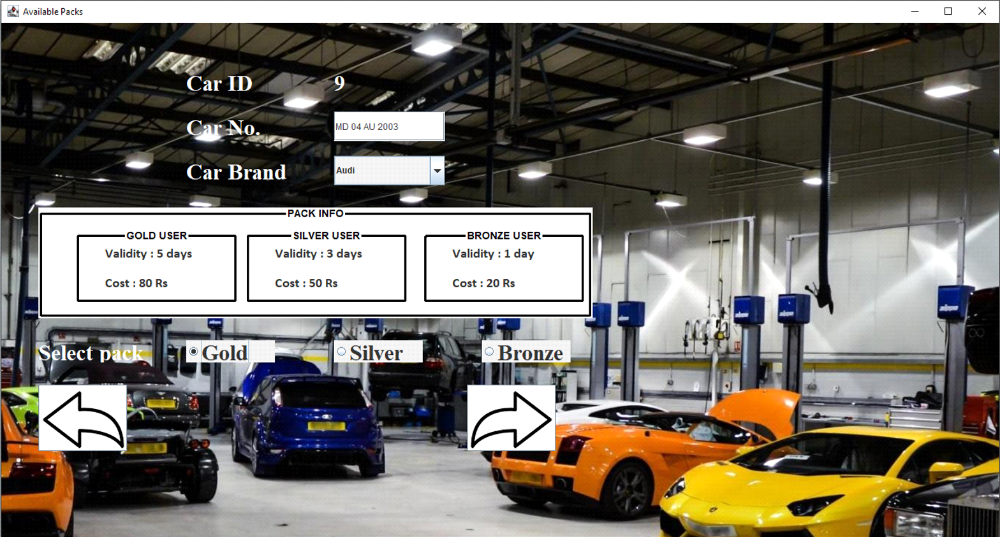 Available Packs
Car ID 9
Car No. MD 04 AU 2003
Car Brand Audi
PACK INFO
GOLD USER SILVER USER BRONZE USER
Validity : 5 days Validity : 3 days Validity : 1 day
Cost : 80 Rs Cost : 50 Rs Cost : 20 Rs
Select pack Gold Silver Bronze